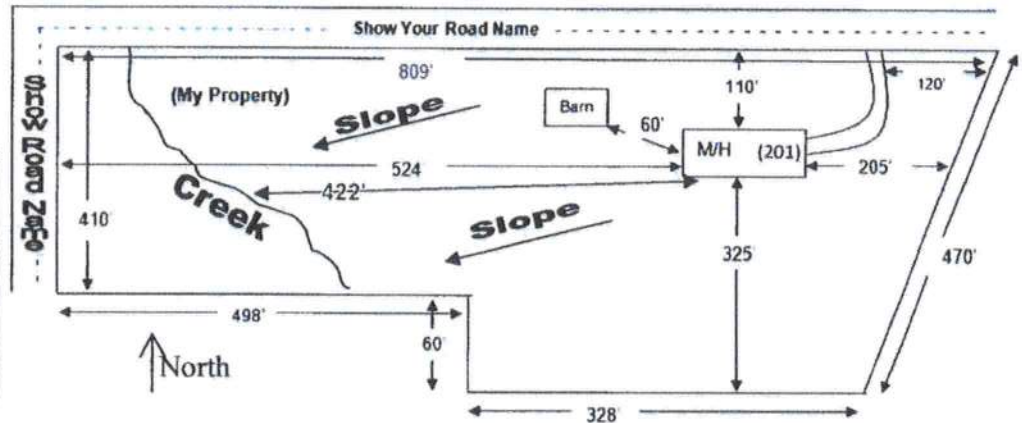 Show Your Road Name
Show Road Name
809'
(My Property)
Slope
110'
120'
Barn
60'
M/H (201)
524
205'
422'
Creek
410'
Slope
325'
470'
498'
60'
North
328'